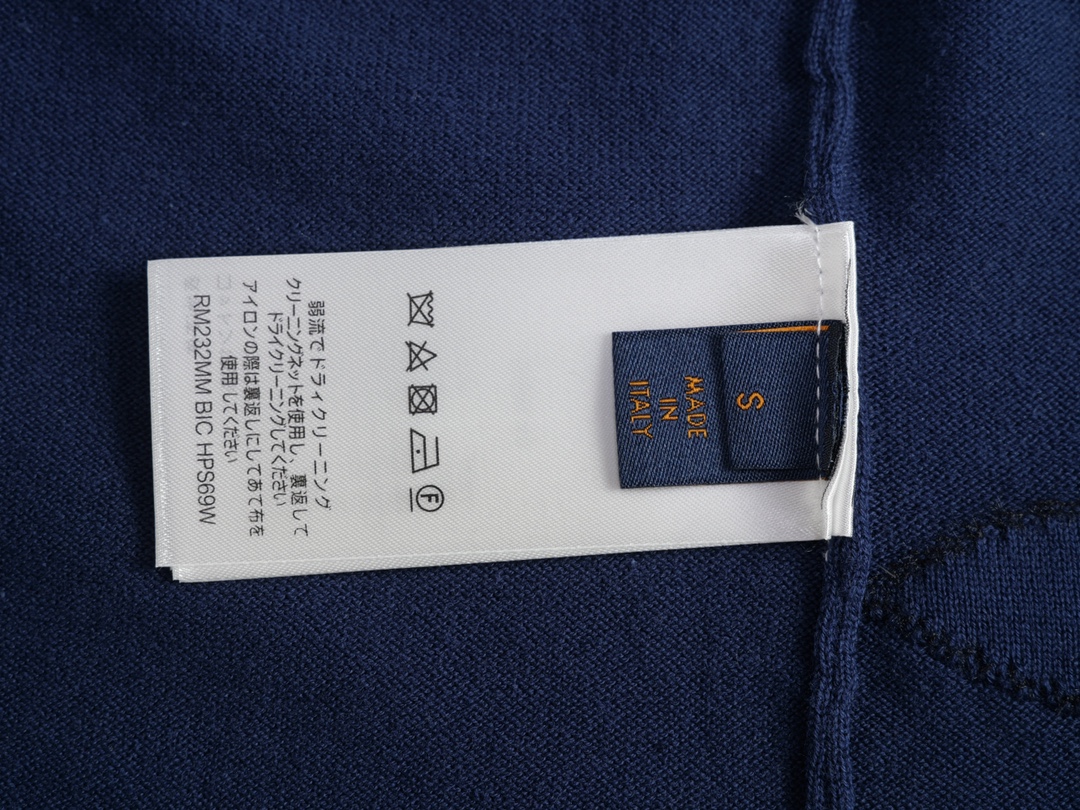 S
MADE
IN
ITALY
弱流でドライクリーニング
クリーニングネットを使用し、裏返して
ドライクリーニングしてください
アイロンの際は裏返しにしてあて布を
使用してください
RM232MM BIC HPS69W